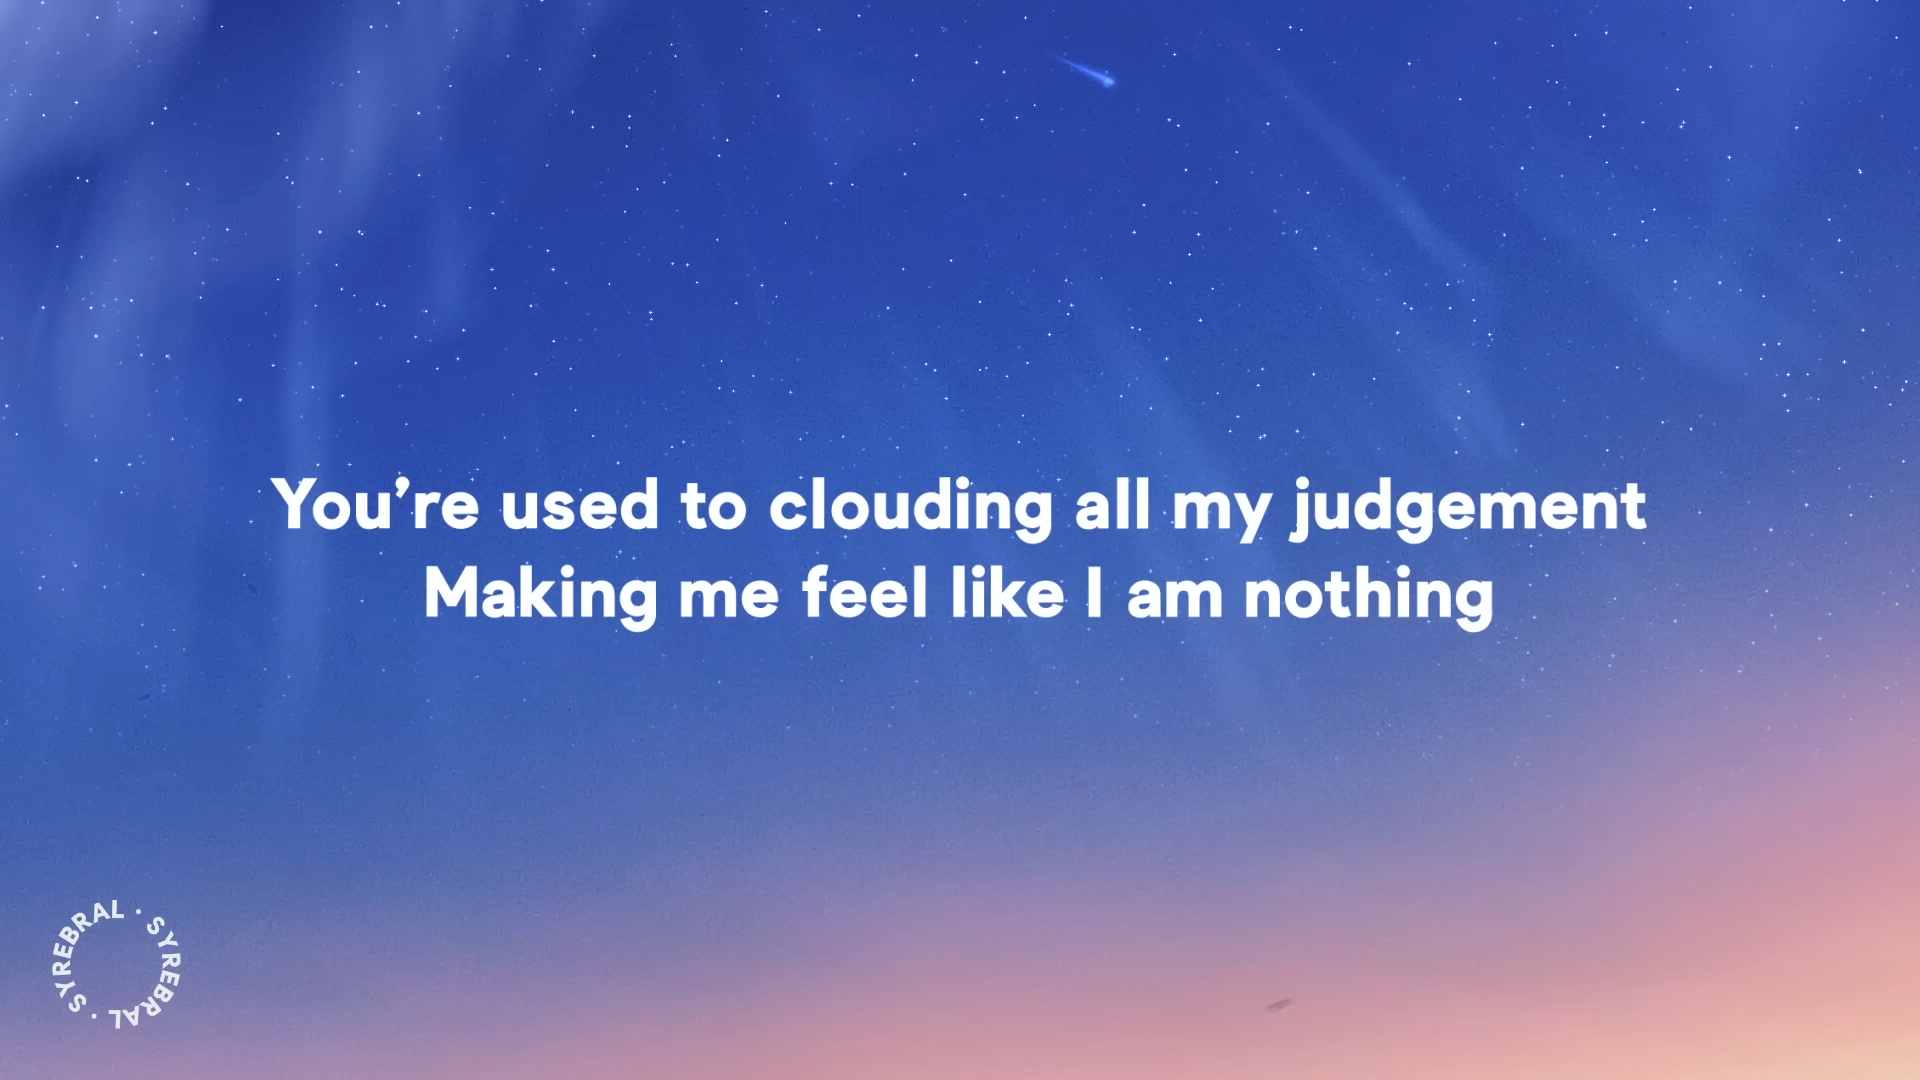 You’re used to clouding all my judgement
Making me feel like I am nothing
SYREBRAL · SYREBRAL ·